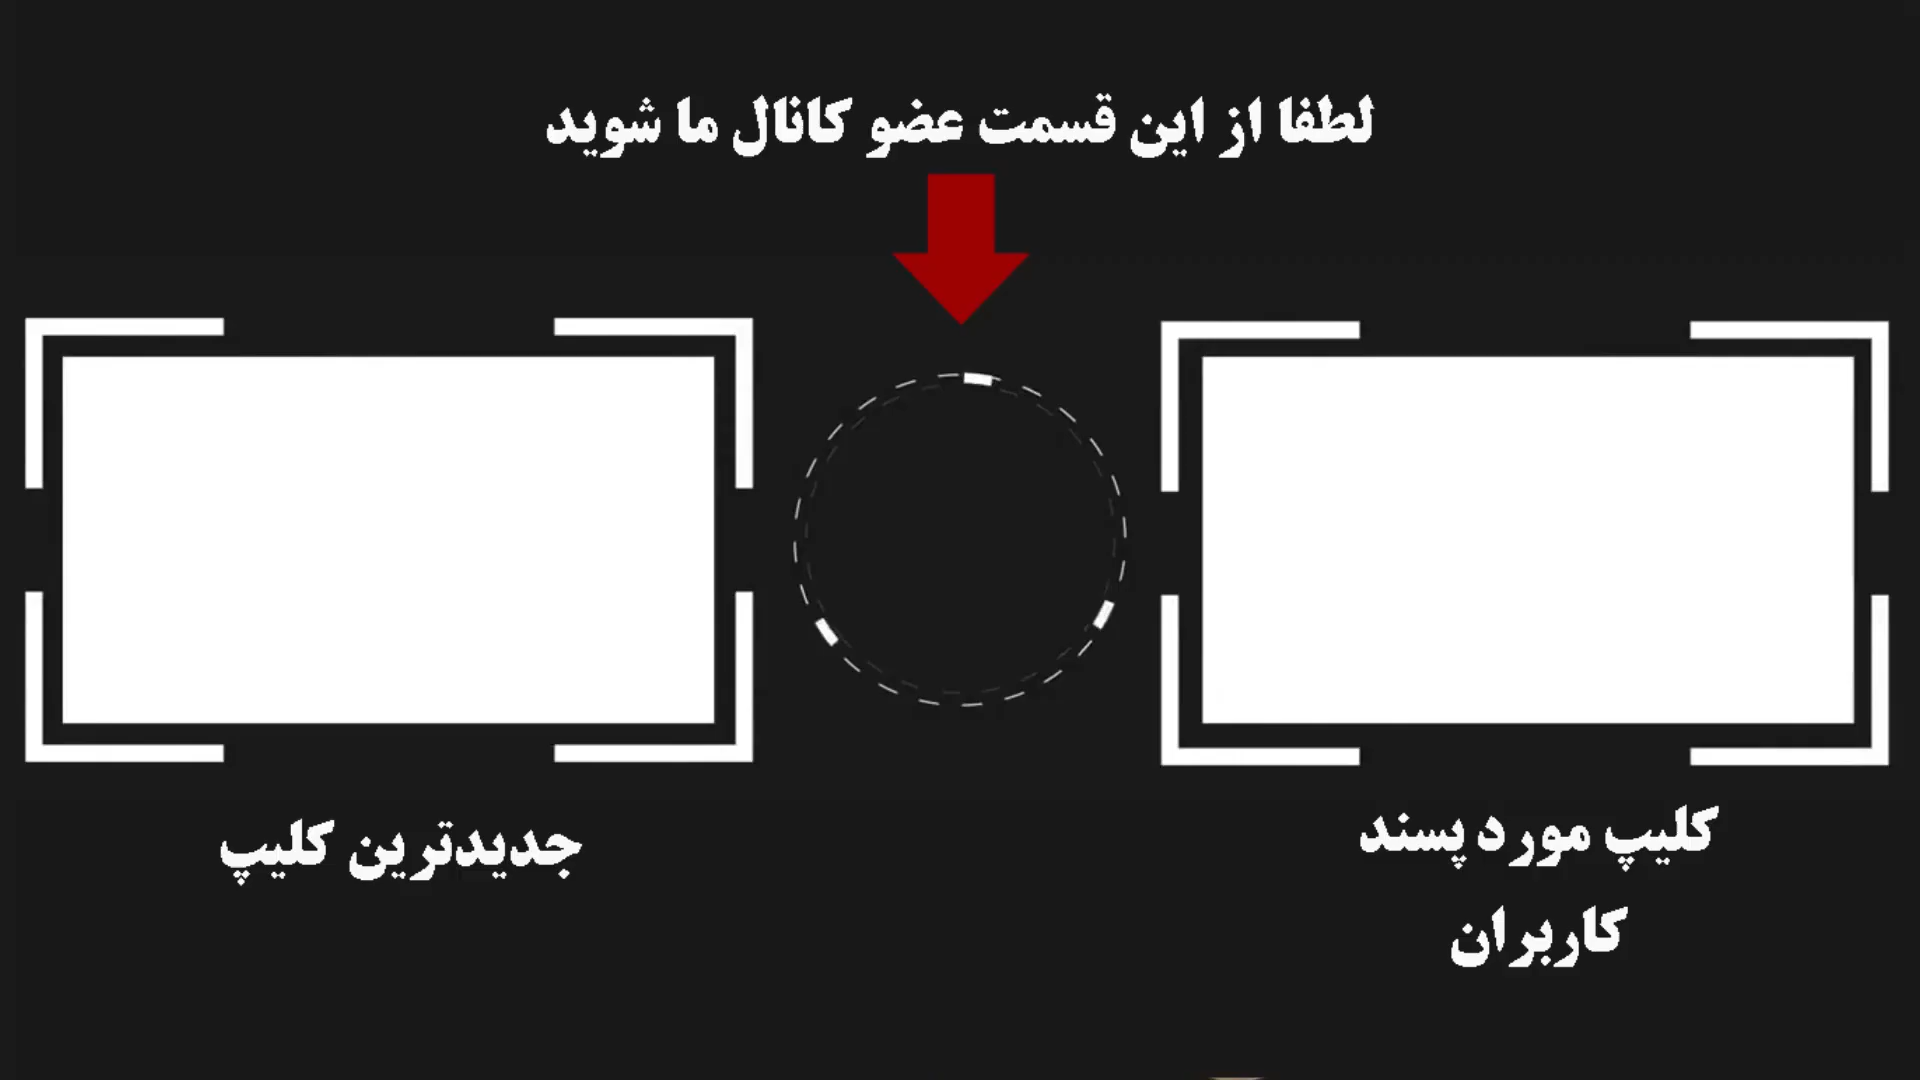 لطفا از این قسمت عضو کانال ما شوید
کلیپ مورد پسند
کاربران
جدیدترین کلیپ